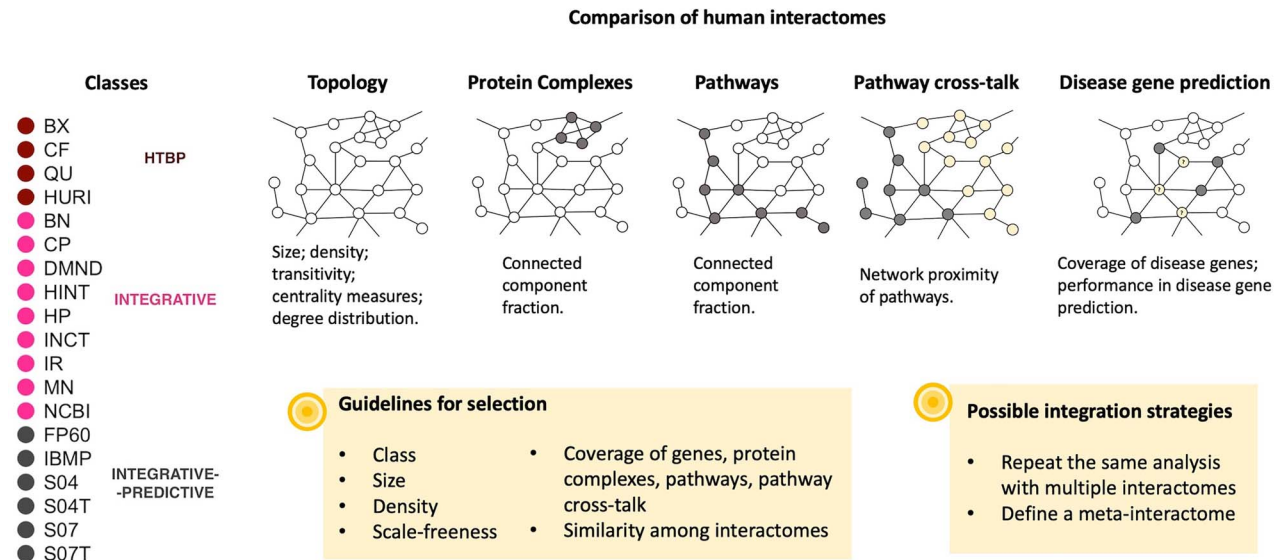 Comparison of human interactomes
Classes
BX
CF
QU
HURI
BN
CP
DMND
HINT
HP
INCT
IR
MN
NCBI
FP60
IBMP
S04
S04T
S07
S07T
HTBP
INTEGRATIVE
INTEGRATIVE-
-PREDICTIVE
Topology
Size; density;
transitivity;
centrality measures;
degree distribution.
Protein Complexes
Connected
component
fraction.
Pathways
Connected
component
fraction.
Pathway cross-talk
Network proximity
of pathways.
Disease gene prediction
?
?
?
Coverage of disease genes;
performance in disease gene
prediction.
Guidelines for selection
• Class
• Size
• Density
• Scale-freeness
• Coverage of genes, protein
complexes, pathways, pathway
cross-talk
• Similarity among interactomes
Possible integration strategies
• Repeat the same analysis
with multiple interactomes
• Define a meta-interactome